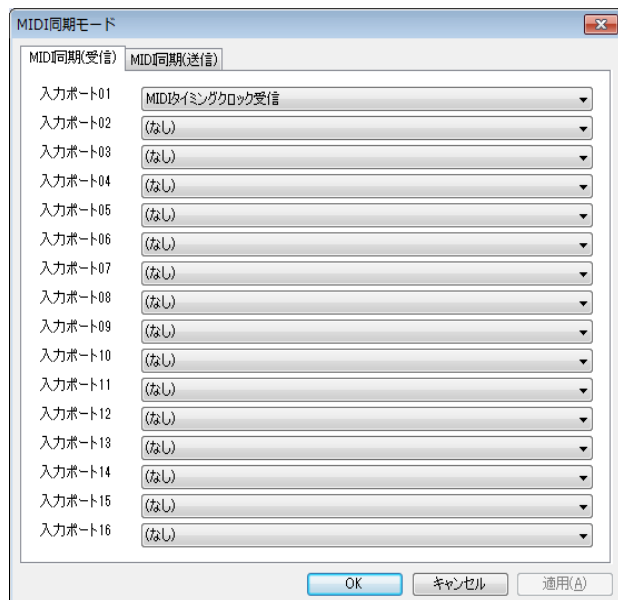 MIDI同期モード
MIDI同期(受信) MIDI同期(送信)
入力ポート01 MIDIタイミングクロック受信
入力ポート02 (なし)
入力ポート03 (なし)
入力ポート04 (なし)
入力ポート05 (なし)
入力ポート06 (なし)
入力ポート07 (なし)
入力ポート08 (なし)
入力ポート09 (なし)
入力ポート10 (なし)
入力ポート11 (なし)
入力ポート12 (なし)
入力ポート13 (なし)
入力ポート14 (なし)
入力ポート15 (なし)
入力ポート16 (なし)
OK キャンセル 適用(A)